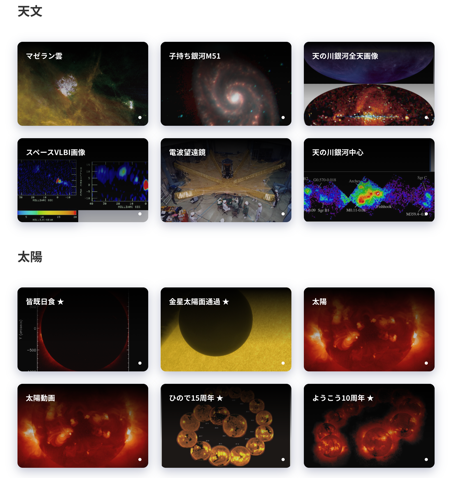 天文
マゼラン雲
子持ち銀河M51
天の川銀河全天画像
スペースVLBI画像
電波望遠鏡
天の川銀河中心
太陽
皆既日食 ★
金星太陽面通過 ★
太陽
太陽動画
ひので15周年 ★
ようこう10周年 ★